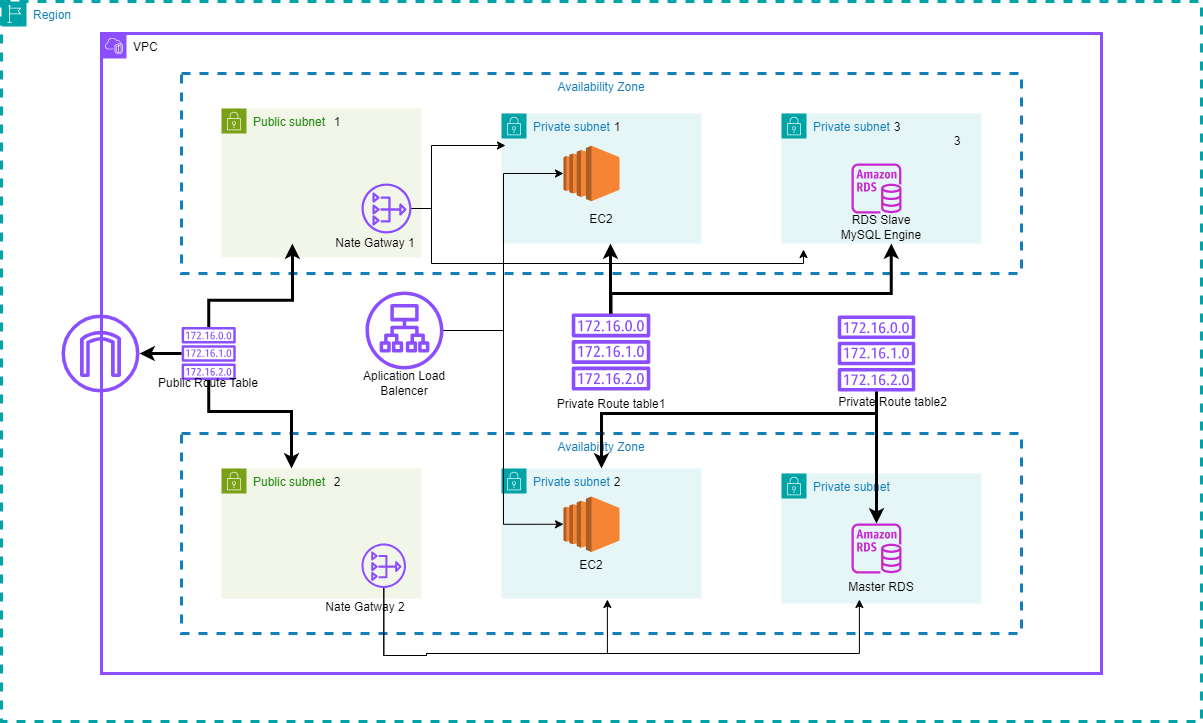 Region
VPC
Availability Zone
Public subnet 1
Private subnet 1
Private subnet 3
3
Amazon
RDS
EC2
RDS Slave
MySQL Engine
Nate Gatway 1
172.16.0.0
172.16.1.0
172.16.2.0
Public Route Table
Aplication Load
Balencer
172.16.0.0
172.16.1.0
172.16.2.0
Private Route table1
172.16.0.0
172.16.1.0
172.16.2.0
Private Route table2
Availability Zone
Public subnet 2
Private subnet 2
Private subnet
Amazon
RDS
EC2
Master RDS
Nate Gatway 2